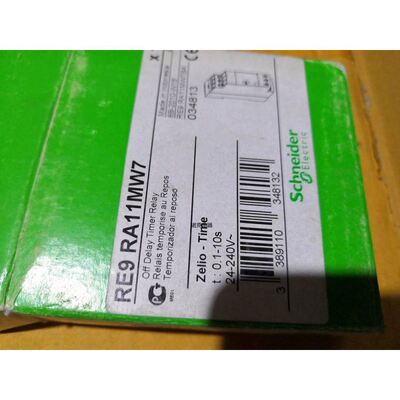 RE9 RA11MW7
Off Delay Timer Relay
Relais temporisé au Repos
Temporizador al reposo
Zelio - Time
t : 0.1-10s
24-240V~
3 389110 348132
034813
CE
Schneider
Electric